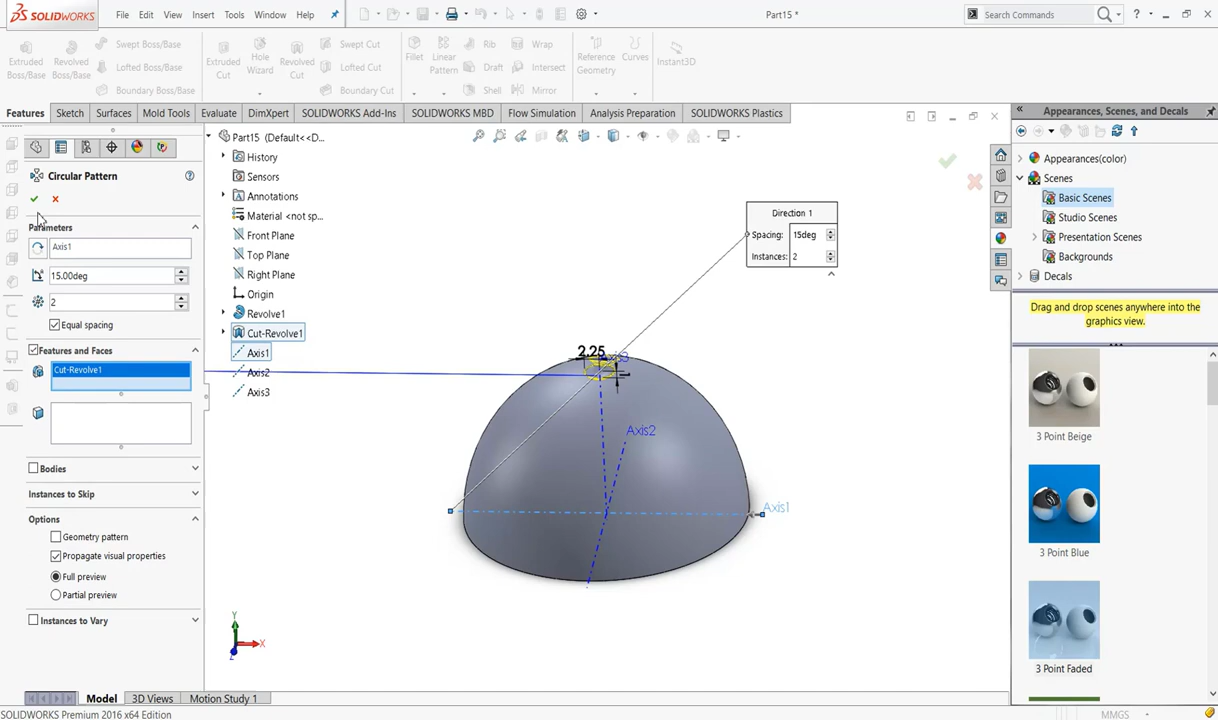 SOLIDWORKS
File Edit View Insert Tools Window Help
Part15 *
Search Commands
Extruded Boss/Base
Revolved Boss/Base
Swept Boss/Base
Lofted Boss/Base
Boundary Boss/Base
Extruded Cut
Hole Wizard
Revolved Cut
Swept Cut
Lofted Cut
Boundary Cut
Fillet
Linear Pattern
Rib
Draft
Shell
Wrap
Intersect
Mirror
Reference Geometry
Curves
Instant3D
Features Sketch Surfaces Mold Tools Evaluate DimXpert SOLIDWORKS Add-Ins SOLIDWORKS MBD Flow Simulation Analysis Preparation SOLIDWORKS Plastics
Circular Pattern
Parameters
Axis1
15.00deg
2
Equal spacing
Features and Faces
Cut-Revolve1
Bodies
Instances to Skip
Options
Geometry pattern
Propagate visual properties
Full preview
Partial preview
Instances to Vary
Part15 (Default<<D...
History
Sensors
Annotations
Material <not sp...
Front Plane
Top Plane
Right Plane
Origin
Revolve1
Cut-Revolve1
Axis1
Axis2
Axis3
Direction 1
Spacing: 15deg
Instances: 2
2.25
Axis2
Axis1
Y
X
Z
Appearances, Scenes, and Decals
Appearances(color)
Scenes
Basic Scenes
Studio Scenes
Presentation Scenes
Backgrounds
Decals
Drag and drop scenes anywhere into the
graphics view.
3 Point Beige
3 Point Blue
3 Point Faded
Model 3D Views Motion Study 1
SOLIDWORKS Premium 2016 x64 Edition
MMGS